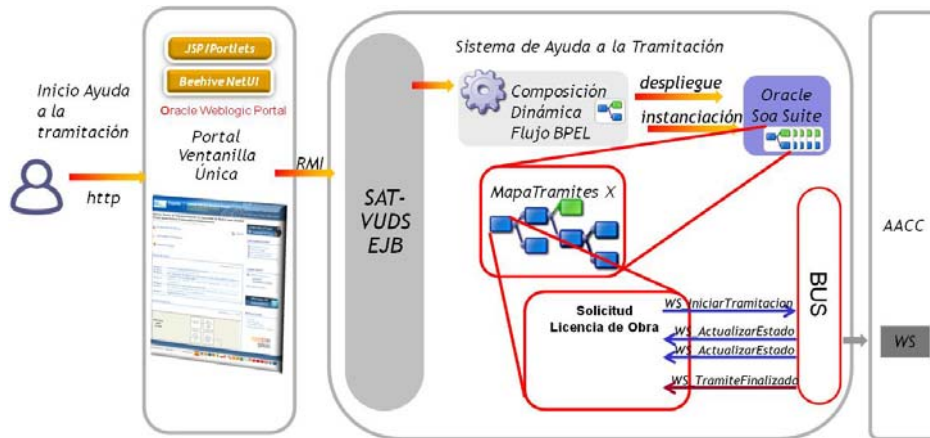 Inicio Ayuda
a la
tramitación
http
JSP/Portlets
Beehive NetUI
Oracle Weblogic Portal
Portal
Ventanilla
Única
RMI
SAT-
VUDS
EJB
Sistema de Ayuda a la Tramitación
Composición
Dinámica
Flujo BPEL
despliegue
instanciación
Oracle
Soa Suite
MapaTramites X
Solicitud
Licencia de Obra
WS_IniciarTramitacion
WS_ActualizarEstado
WS_ActualizarEstado
WS_TramiteFinalizado
BUS
AACC
WS